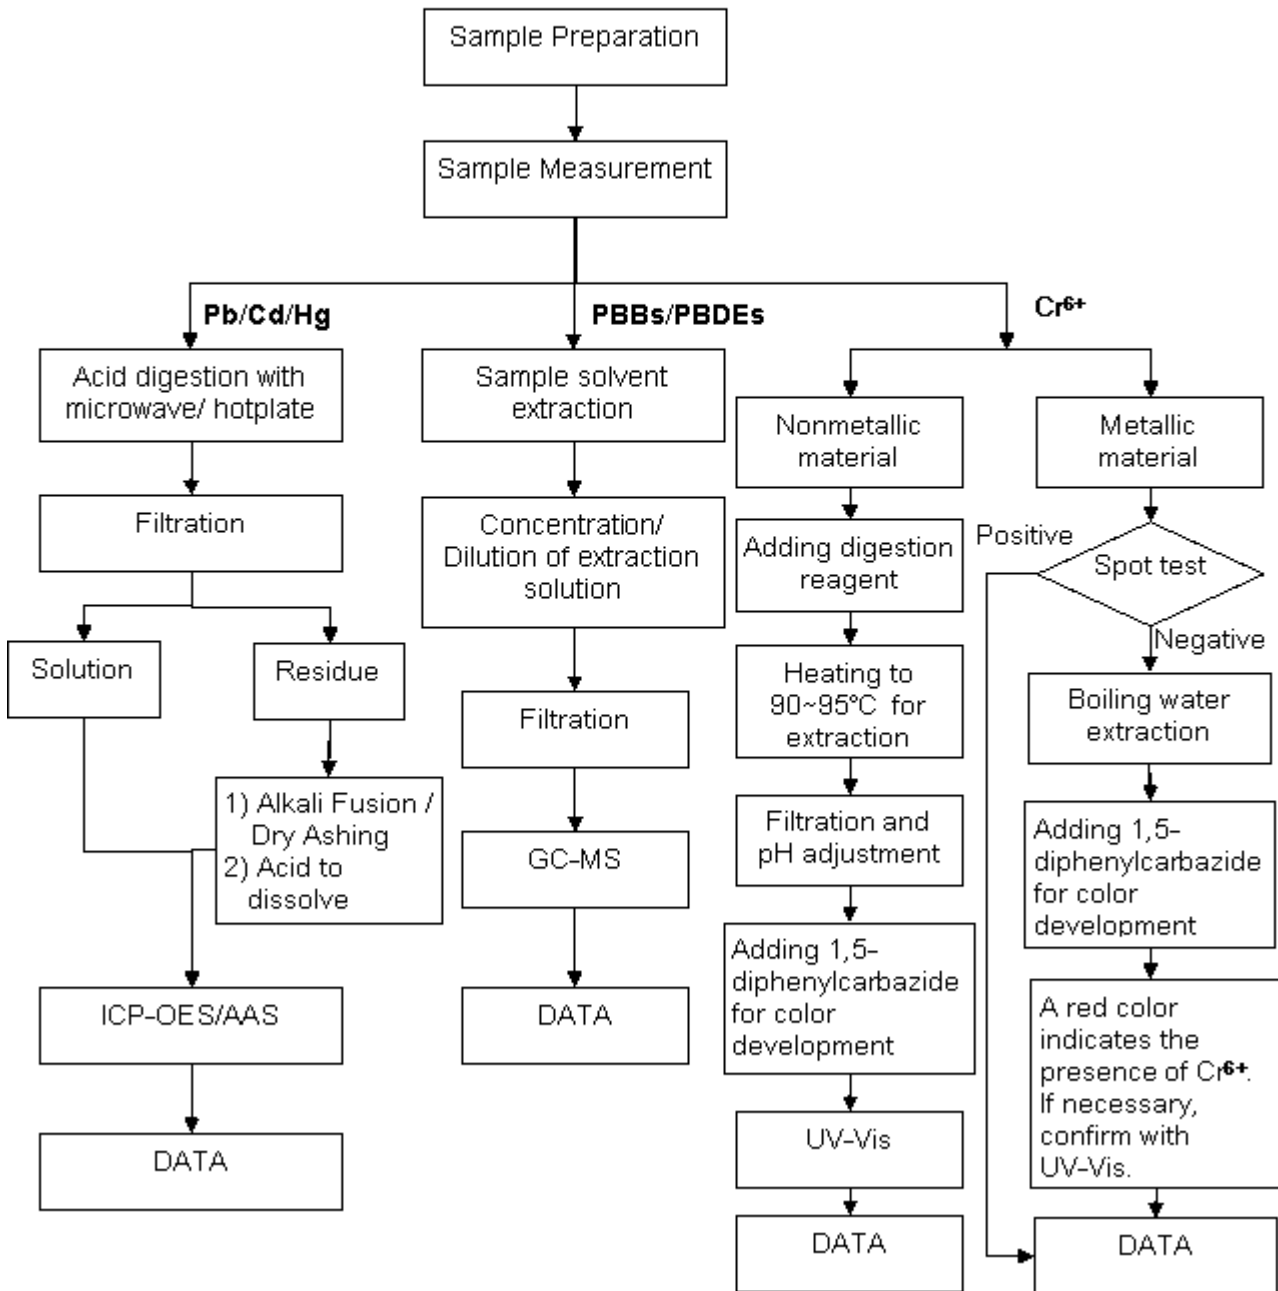 Sample Preparation
Sample Measurement
Pb/Cd/Hg
PBBs/PBDEs
Cr6+
Acid digestion with
microwave/ hotplate
Filtration
Solution
Residue
1) Alkali Fusion /
Dry Ashing
2) Acid to
dissolve
ICP-OES/AAS
DATA
Sample solvent
extraction
Concentration/
Dilution of extraction
solution
Filtration
GC-MS
DATA
Nonmetallic
material
Adding digestion
reagent
Heating to
90~95°C for
extraction
Filtration and
pH adjustment
Adding 1,5-
diphenylcarbazide
for color
development
UV-Vis
DATA
Metallic
material
Spot test
Positive
Negative
Boiling water
extraction
Adding 1,5-
diphenylcarbazide
for color
development
A red color
indicates the
presence of Cr6+.
If necessary,
confirm with
UV-Vis.
DATA